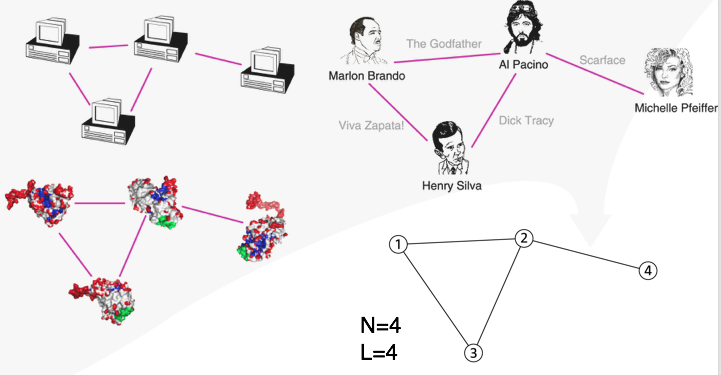 The Godfather
Marlon Brando
Al Pacino
Scarface
Michelle Pfeiffer
Viva Zapata!
Dick Tracy
Henry Silva
1
2
3
4
N=4
L=4